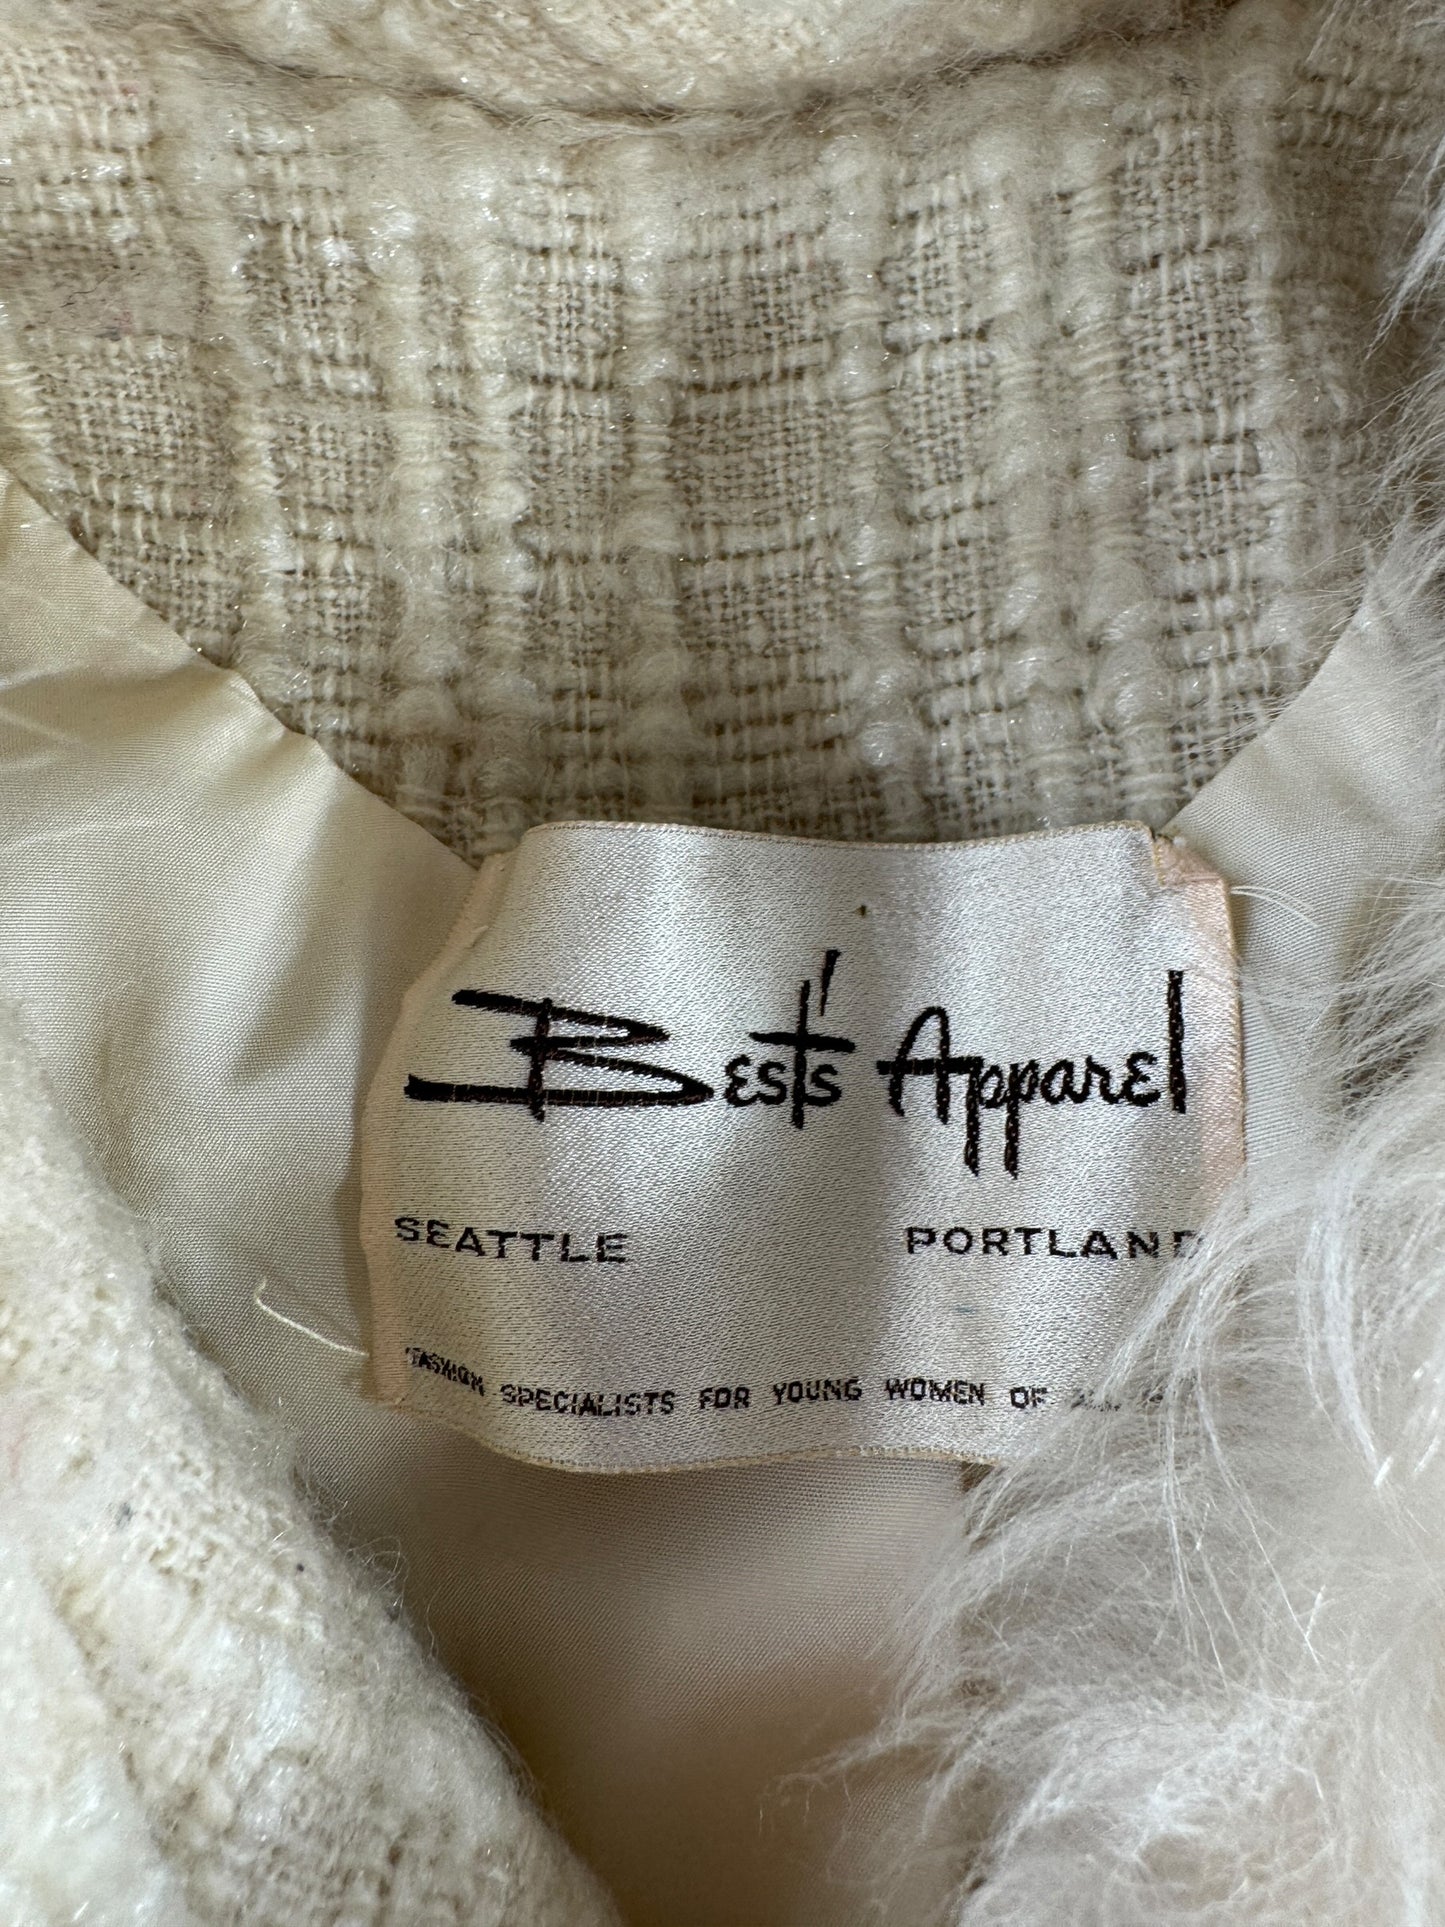 Best's Apparel
SEATTLE PORTLAND
"FASHION SPECIALISTS FOR YOUNG WOMEN OF